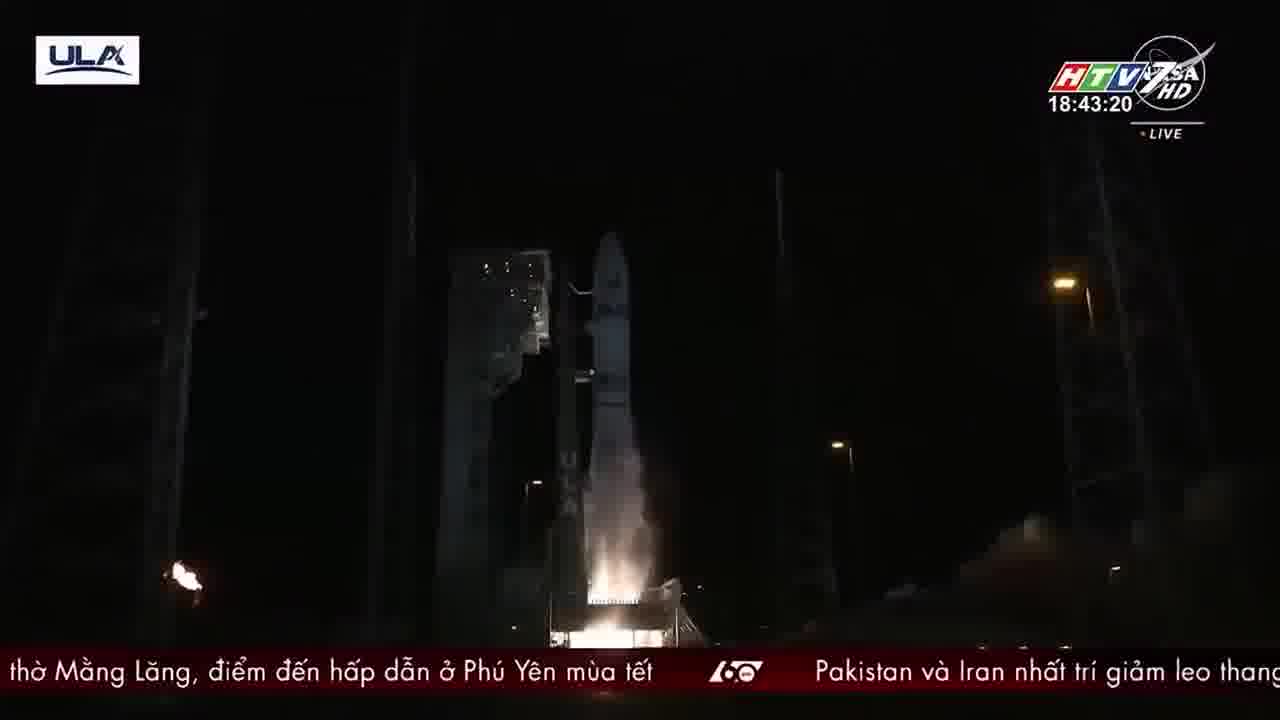 ULA
HTV7
HD
NASA
18:43:20
LIVE
thờ Mằng Lăng, điểm đến hấp dẫn ở Phú Yên mùa tết
60
Pakistan và Iran nhất trí giảm leo thang